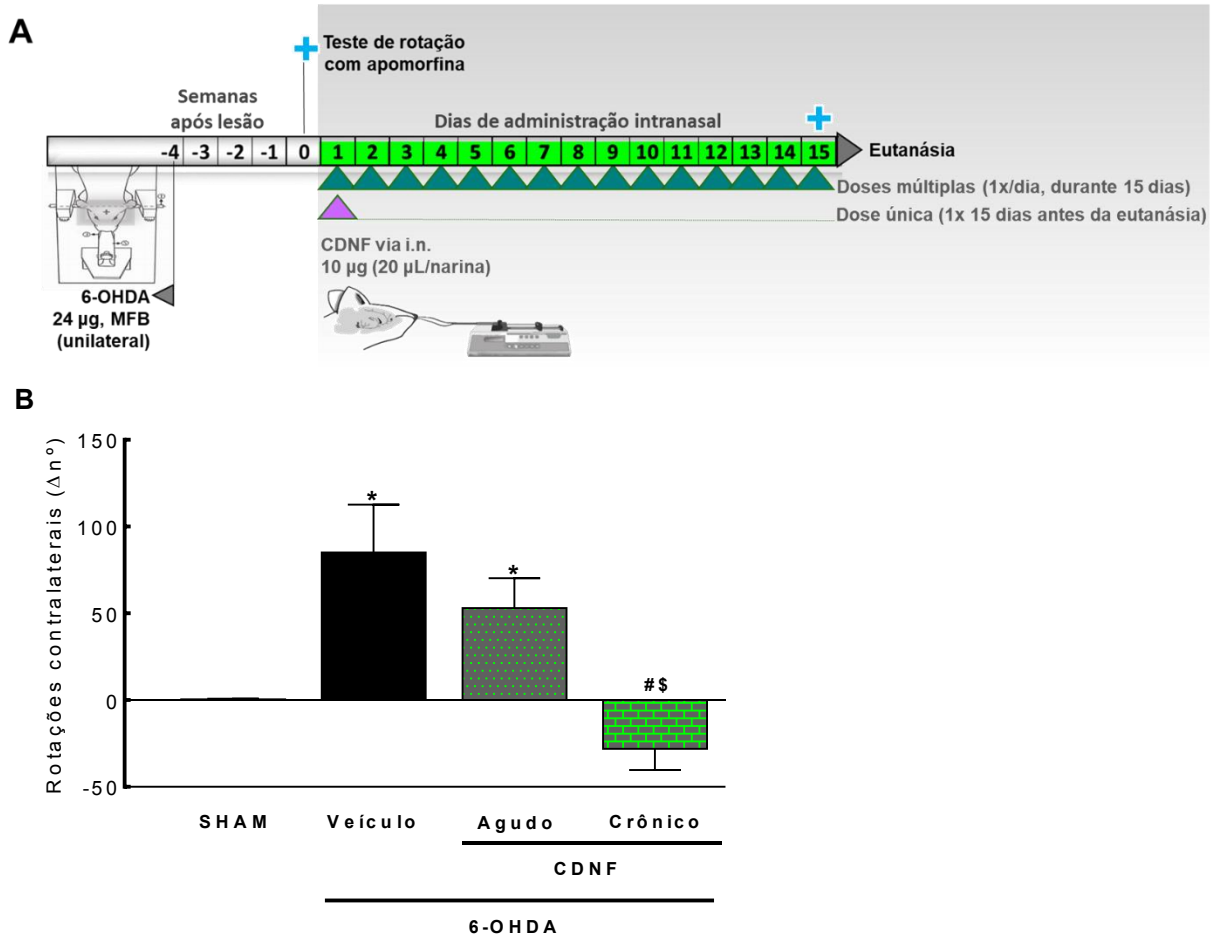 A
Teste de rotação
com apomorfina
Semanas
após lesão
Dias de administração intranasal
-4 -3 -2 -1 0 1 2 3 4 5 6 7 8 9 10 11 12 13 14 15
Eutanásia
Doses múltiplas (1x/dia, durante 15 dias)
Dose única (1x 15 dias antes da eutanásia)
CDNF via i.n.
10 µg (20 µL/narina)
6-OHDA
24 µg, MFB
(unilateral)
B
Rotações contralaterais (Δnº)
150
100
50
0
-50
*
*
#$
SHAM Veículo Agudo Crônico
CDNF
6-OHDA